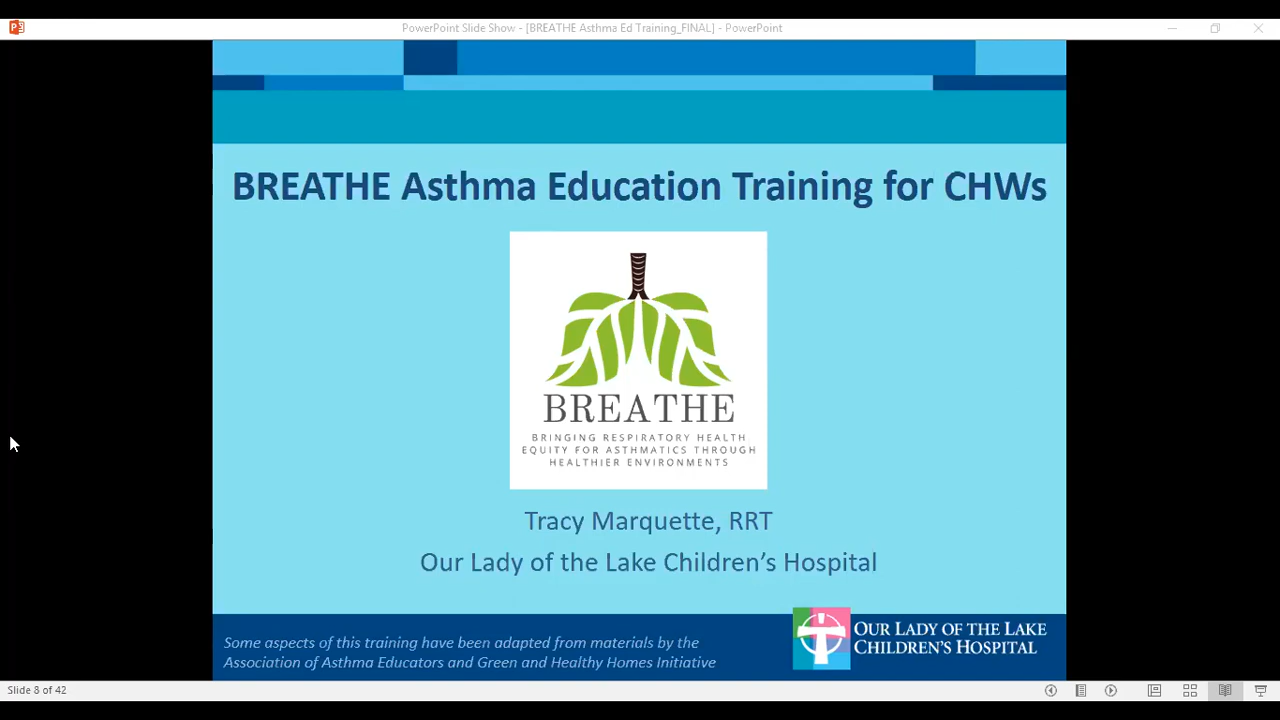 PowerPoint Slide Show - [BREATHE Asthma Ed Training_FINAL] - PowerPoint
BREATHE Asthma Education Training for CHWs
BREATHE
BRINGING RESPIRATORY HEALTH
EQUITY FOR ASTHMATICS THROUGH
HEALTHIER ENVIRONMENTS
Tracy Marquette, RRT
Our Lady of the Lake Children's Hospital
Some aspects of this training have been adapted from materials by the
Association of Asthma Educators and Green and Healthy Homes Initiative
OUR LADY OF THE LAKE
CHILDREN'S HOSPITAL
Slide 8 of 42